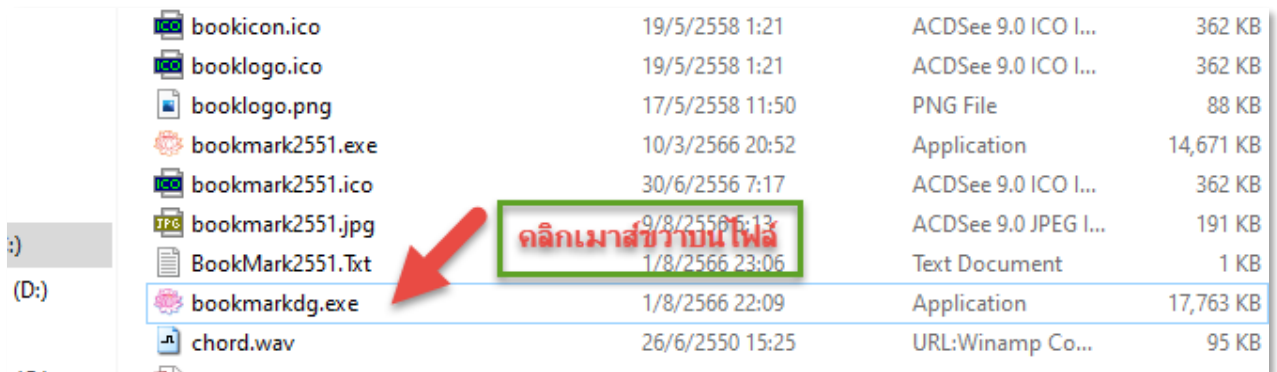 bookicon.ico 19/5/2558 1:21 ACDSee 9.0 ICO I... 362 KB
booklogo.ico 19/5/2558 1:21 ACDSee 9.0 ICO I... 362 KB
booklogo.png 17/5/2558 11:50 PNG File 88 KB
bookmark2551.exe 10/3/2566 20:52 Application 14,671 KB
bookmark2551.ico 30/6/2556 7:17 ACDSee 9.0 ICO I... 362 KB
bookmark2551.jpg 9/8/2556 5:13 ACDSee 9.0 JPEG I... 191 KB
คลิกเมาส์ขวาบนไฟล์
:)
BookMark2551.Txt 1/8/2566 23:06 Text Document 1 KB
(D:)
bookmarkdg.exe 1/8/2566 22:09 Application 17,763 KB
chord.wav 26/6/2550 15:25 URL:Winamp Co... 95 KB